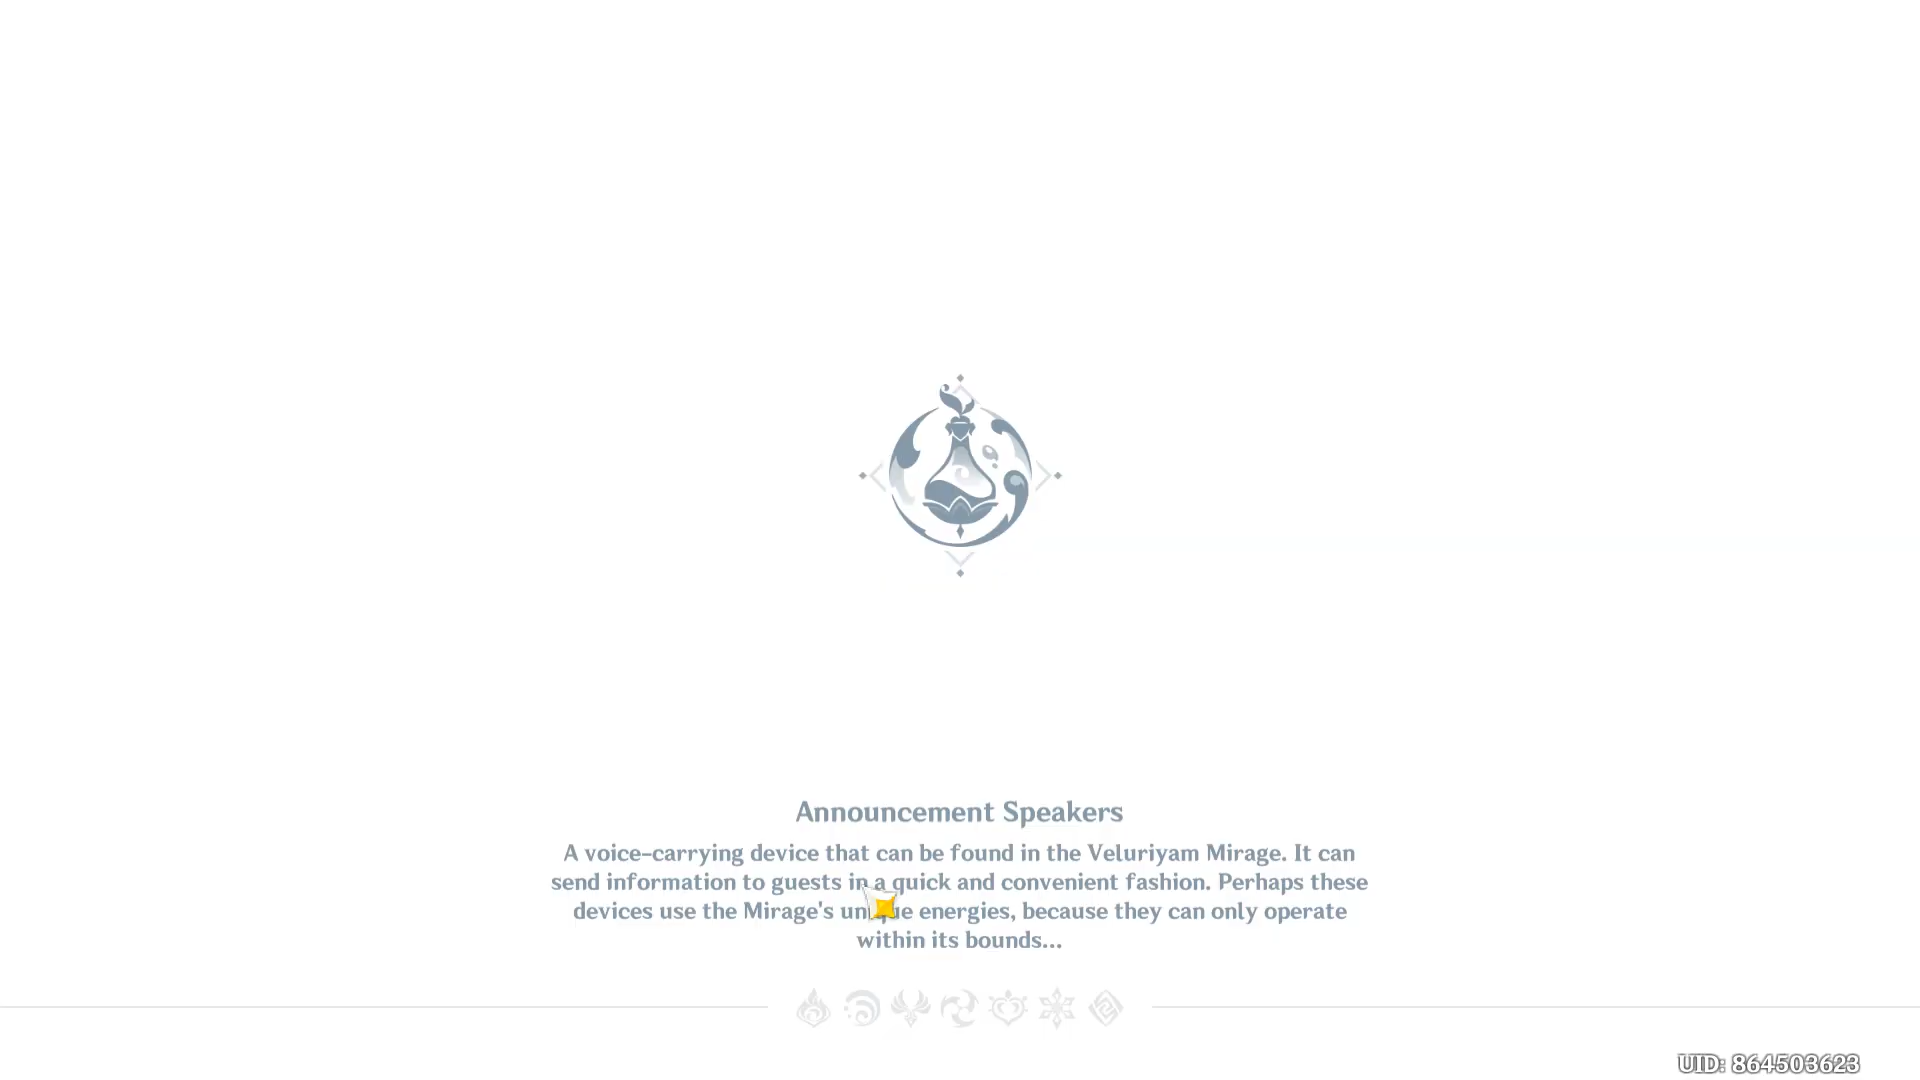 Announcement Speakers
A voice-carrying device that can be found in the Veluriyam Mirage. It can
send information to guests in a quick and convenient fashion. Perhaps these
devices use the Mirage's unique energies, because they can only operate
within its bounds...
UID: 864503623